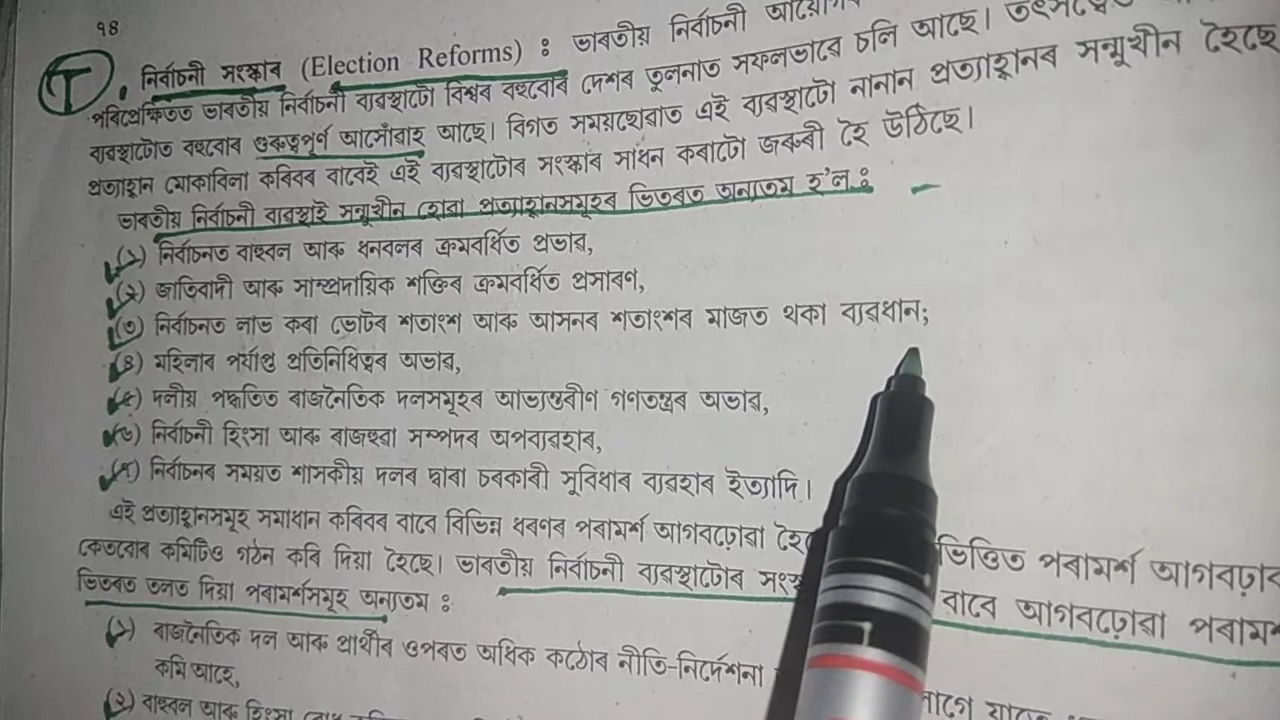 ৭৪
T. নিৰ্বাচনী সংস্কাৰ (Election Reforms) : ভাৰতীয় নিৰ্বাচনী
পৰিপ্ৰেক্ষিতত ভাৰতীয় নিৰ্বাচনী ব্যৱস্থাটো বিশ্বৰ বহুবোৰ দেশৰ তুলনাত সফলভাৱে চলি আছে। তৎসত্ত্বেও
ব্যৱস্থাটোত বহুবোৰ গুৰুত্বপূৰ্ণ আসোঁৱাহ আছে। বিগত সময়ছোৱাত এই ব্যৱস্থাটো নানান প্ৰত্যাহ্বানৰ সন্মুখীন হৈছে
প্ৰত্যাহ্বান মোকাবিলা কৰিবৰ বাবেই এই ব্যৱস্থাটোৰ সংস্কাৰ সাধন কৰাটো জৰুৰী হৈ উঠিছে।
ভাৰতীয় নিৰ্বাচনী ব্যৱস্থাই সন্মুখীন হোৱা প্ৰত্যাহ্বানসমূহৰ ভিতৰত অন্যতম হ'ল :
(১) নিৰ্বাচনত বাহুবল আৰু ধনবলৰ ক্ৰমবৰ্ধিত প্ৰভাৱ,
(২) জাতিবাদী আৰু সাম্প্ৰদায়িক শক্তিৰ ক্ৰমবৰ্ধিত প্ৰসাৰণ,
(৩) নিৰ্বাচনত লাভ কৰা ভোটৰ শতাংশ আৰু আসনৰ শতাংশৰ মাজত থকা ব্যৱধান;
(৪) মহিলাৰ পৰ্যাপ্ত প্ৰতিনিধিত্বৰ অভাৱ,
(৫) দলীয় পদ্ধতিত ৰাজনৈতিক দলসমূহৰ আভ্যন্তৰীণ গণতন্ত্ৰৰ অভাৱ,
(৬) নিৰ্বাচনী হিংসা আৰু ৰাজহুৱা সম্পদৰ অপব্যৱহাৰ,
(৭) নিৰ্বাচনৰ সময়ত শাসকীয় দলৰ দ্বাৰা চৰকাৰী সুবিধাৰ ব্যৱহাৰ ইত্যাদি।
এই প্ৰত্যাহ্বানসমূহ সমাধান কৰিবৰ বাবে বিভিন্ন ধৰণৰ পৰামৰ্শ আগবঢ়োৱা ভিত্তিত পৰামৰ্শ
কেতবোৰ কমিটিও গঠন কৰি দিয়া হৈছে। ভাৰতীয় নিৰ্বাচনী ব্যৱস্থাটোৰ বাবে আগবঢ়োৱা
ভিতৰত তলত দিয়া পৰামৰ্শসমূহ অন্যতম :
(১) ৰাজনৈতিক দল আৰু প্ৰাৰ্থীৰ ওপৰত অধিক কঠোৰ নীতি-নিৰ্দেশনা
কমি আহে,
(২) বাহুবল আৰু